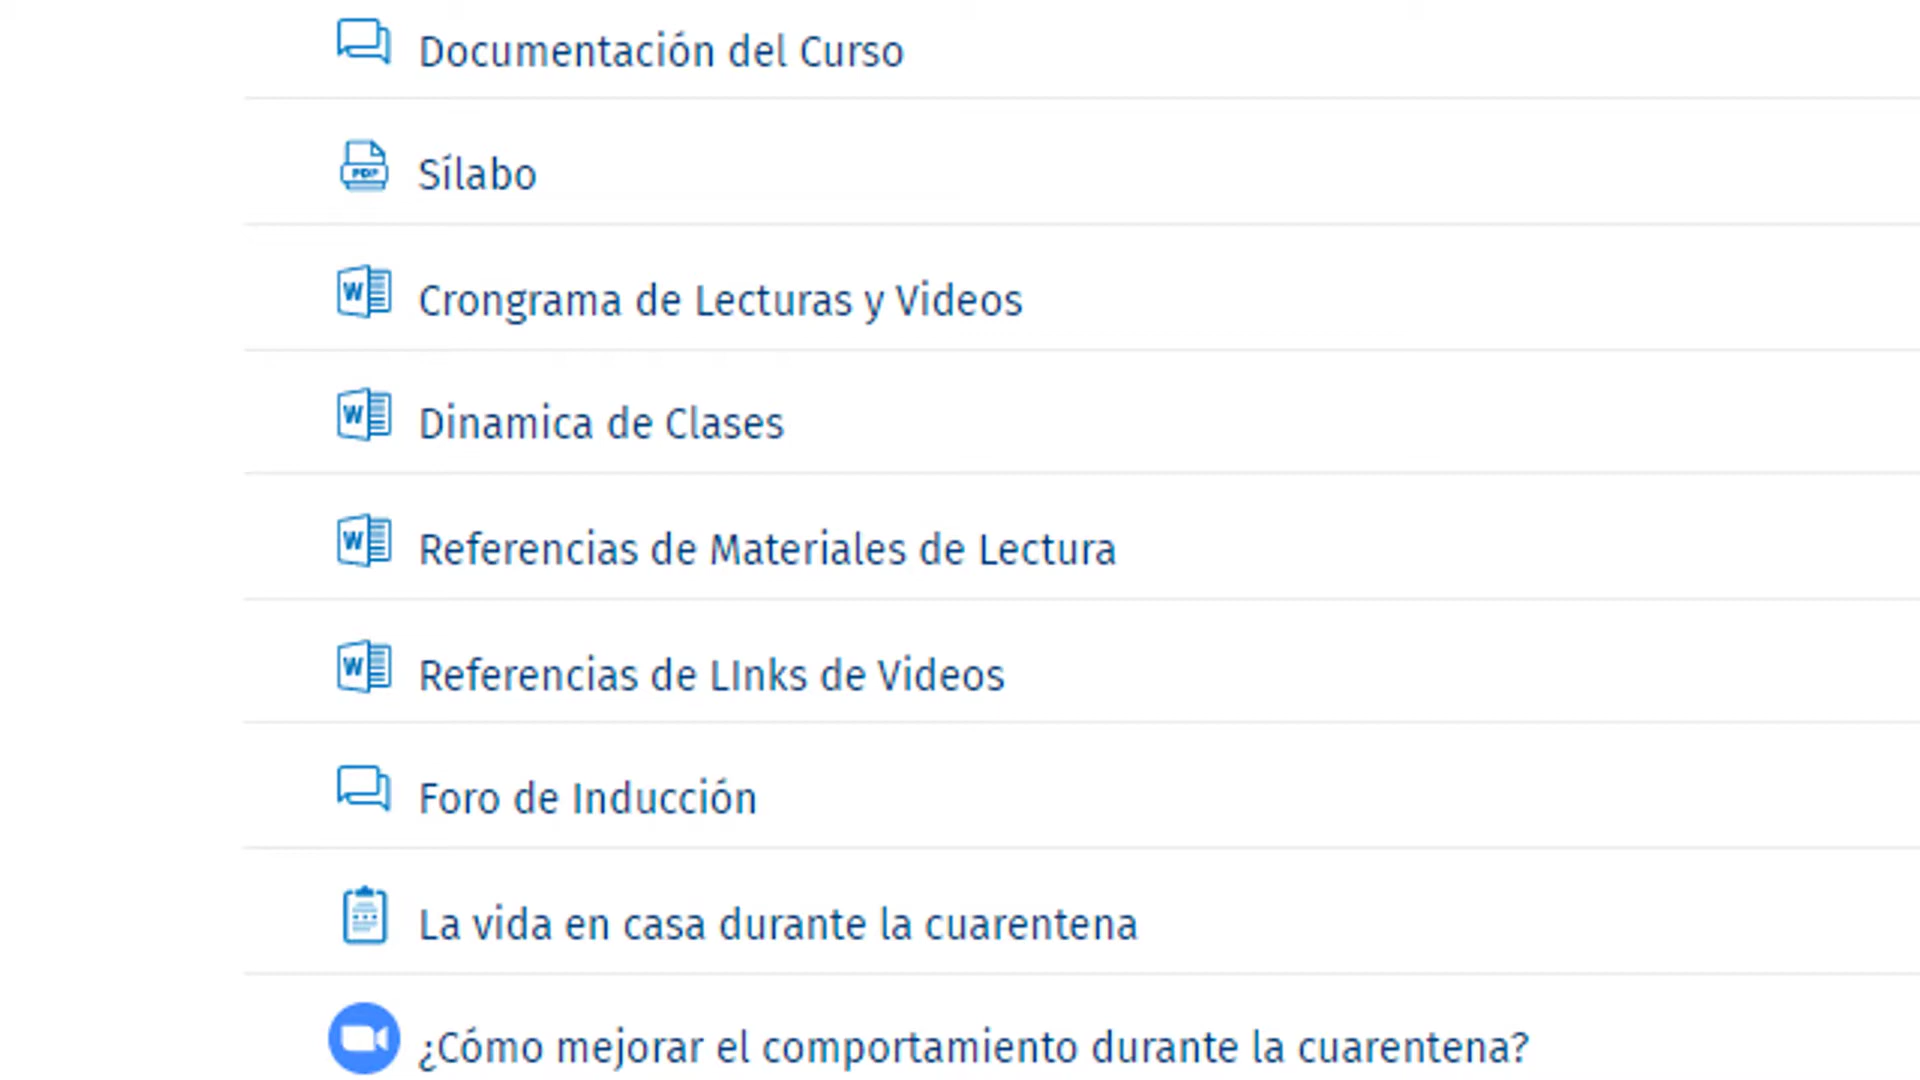 Documentación del Curso
PDF
Sílabo
W
Crongrama de Lecturas y Videos
W
Dinamica de Clases
W
Referencias de Materiales de Lectura
W
Referencias de LInks de Videos
Foro de Inducción
La vida en casa durante la cuarentena
¿Cómo mejorar el comportamiento durante la cuarentena?